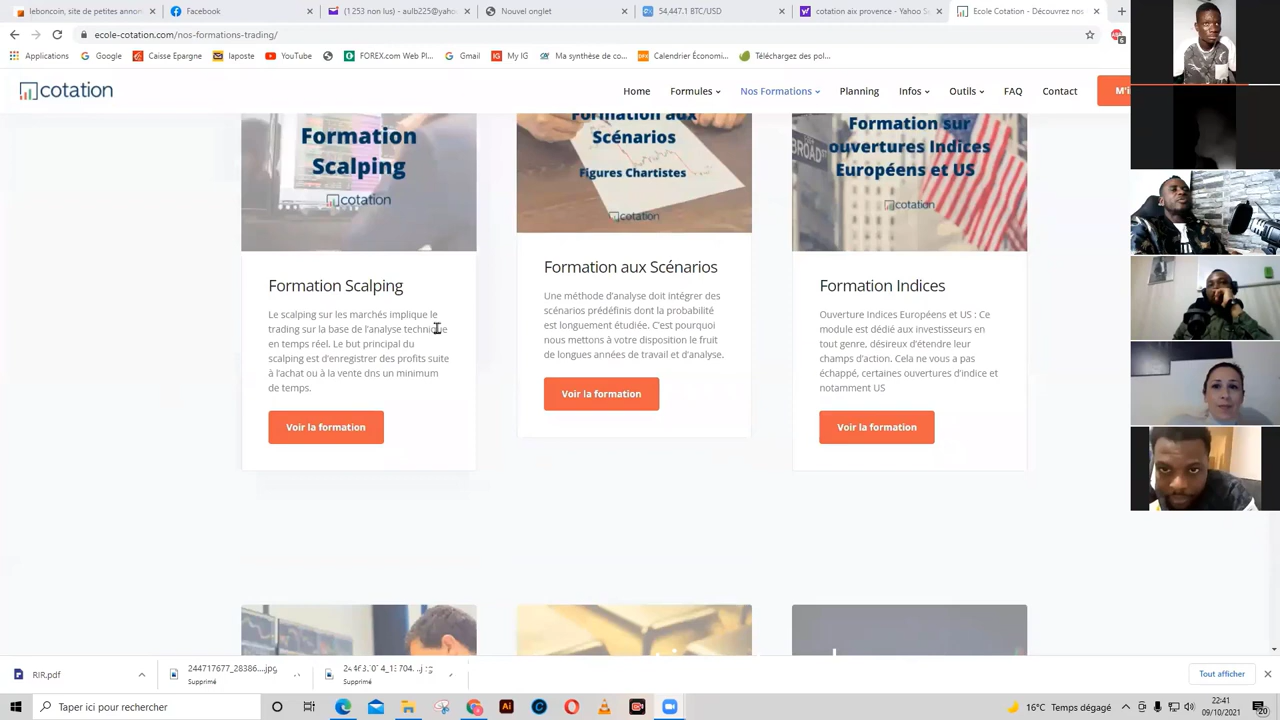 leboncoin, site de petites annon
Facebook
(1 253 non lus) - aulb225@yahoo
Nouvel onglet
54,447.1 BTC/USD
cotation aix provence - Yahoo S
Ecole Cotation - Découvrez nos
ecole-cotation.com/nos-formations-trading/
Applications
Google
Caisse Epargne
laposte
YouTube
FOREX.com Web Pl...
Gmail
My IG
Ma synthèse de co...
Calendrier Économi...
Téléchargez des pol...
cotation
Home
Formules
Nos Formations
Planning
Infos
Outils
FAQ
Contact
M'i
Formation
Scalping
cotation
Formation aux
Scénarios
Figures Chartistes
cotation
BROAD
Formation sur
ouvertures Indices
Européens et US
cotation
Formation Scalping
Le scalping sur les marchés implique le
trading sur la base de l'analyse technique
en temps réel. Le but principal du
scalping est d'enregistrer des profits suite
à l'achat ou à la vente dns un minimum
de temps.
Voir la formation
Formation aux Scénarios
Une méthode d'analyse doit intégrer des
scénarios prédéfinis dont la probabilité
est longuement étudiée. C'est pourquoi
nous mettons à votre disposition le fruit
de longues années de travail et d'analyse.
Voir la formation
Formation Indices
Ouverture Indices Européens et US : Ce
module est dédié aux investisseurs en
tout genre, désireux d'étendre leur
champs d'action. Cela ne vous a pas
échappé, certaines ouvertures d'indice et
notamment US
Voir la formation
RIR.pdf
244717677_28386....jpg
Supprimé
Supprimé
Tout afficher
Taper ici pour rechercher
16°C Temps dégagé
22:41
09/10/2021
20